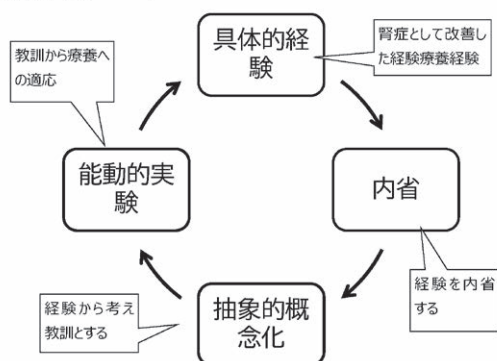 具体的経
験
腎症として改善し
た経験療養経験
教訓から療養へ
の適応
能動的実
験
内省
経験を内省
する
抽象的概
念化
経験から考え
教訓とする